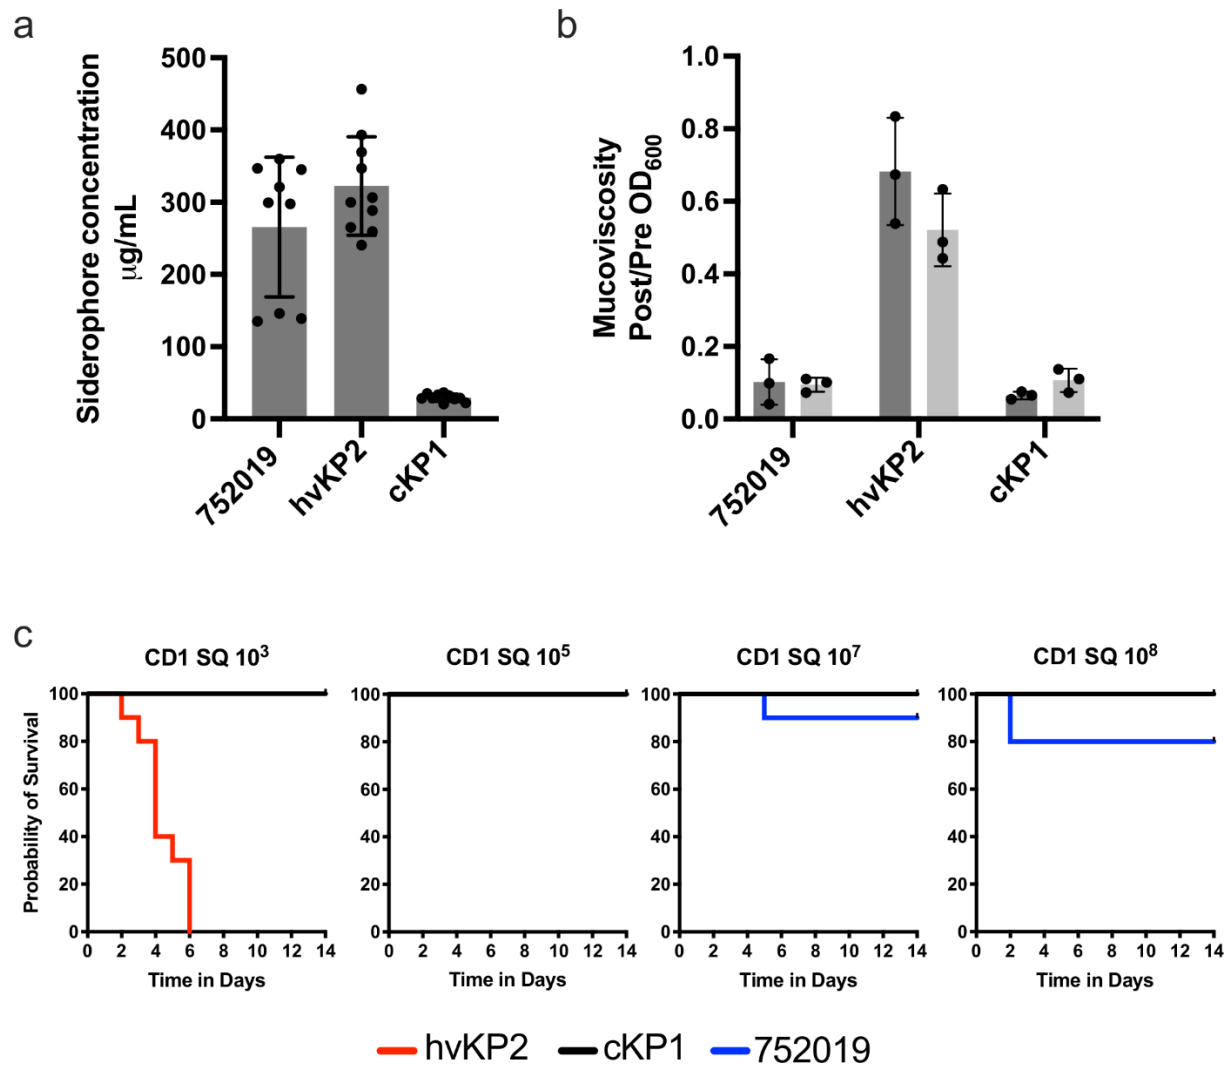 a
Siderophore concentration
µg/mL
500
400
300
200
100
0
752019
hvKP2
cKP1
b
Mucoviscosity
Post/Pre OD600
1.0
0.8
0.6
0.4
0.2
0.0
752019
hvKP2
cKP1
c
CD1 SQ 10³
Probability of Survival
100
80
60
40
20
0
0 2 4 6 8 10 12 14
Time in Days
CD1 SQ 10⁵
100
80
60
40
20
0
0 2 4 6 8 10 12 14
Time in Days
CD1 SQ 10⁷
100
80
60
40
20
0
0 2 4 6 8 10 12 14
Time in Days
CD1 SQ 10⁸
100
80
60
40
20
0
0 2 4 6 8 10 12 14
Time in Days
hvKP2 cKP1 752019